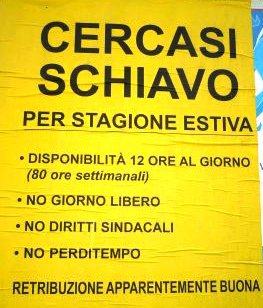 CERCASI
SCHIAVO
PER STAGIONE ESTIVA
• DISPONIBILITÀ 12 ORE AL GIORNO
(80 ore settimanali)
• NO GIORNO LIBERO
• NO DIRITTI SINDACALI
• NO PERDITEMPO
RETRIBUZIONE APPARENTEMENTE BUONA